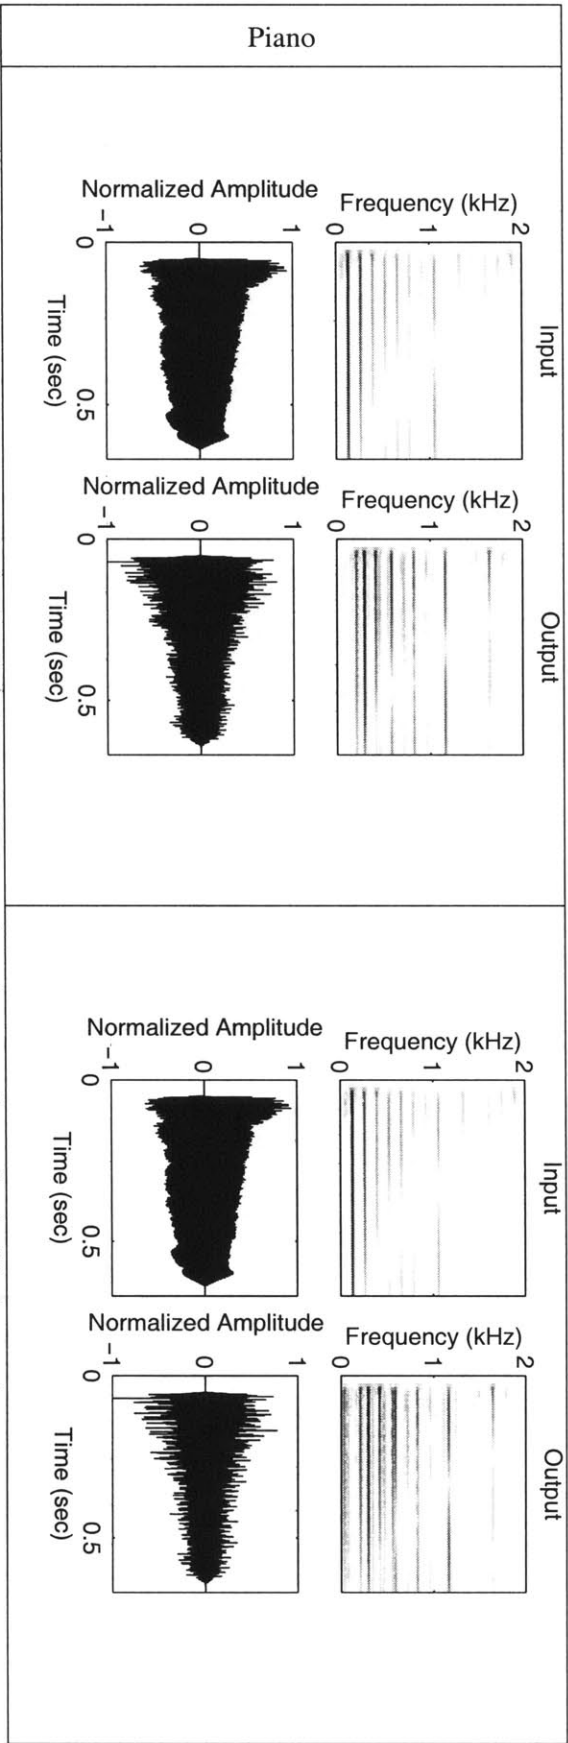 Piano
Input
Frequency (kHz)
2
1
0
Normalized Amplitude
1
0
−1
0
0.5
Time (sec)
Output
Frequency (kHz)
2
1
0
Normalized Amplitude
1
0
−1
0
0.5
Time (sec)
Input
Frequency (kHz)
2
1
0
Normalized Amplitude
1
0
−1
0
0.5
Time (sec)
Output
Frequency (kHz)
2
1
0
Normalized Amplitude
1
0
−1
0
0.5
Time (sec)